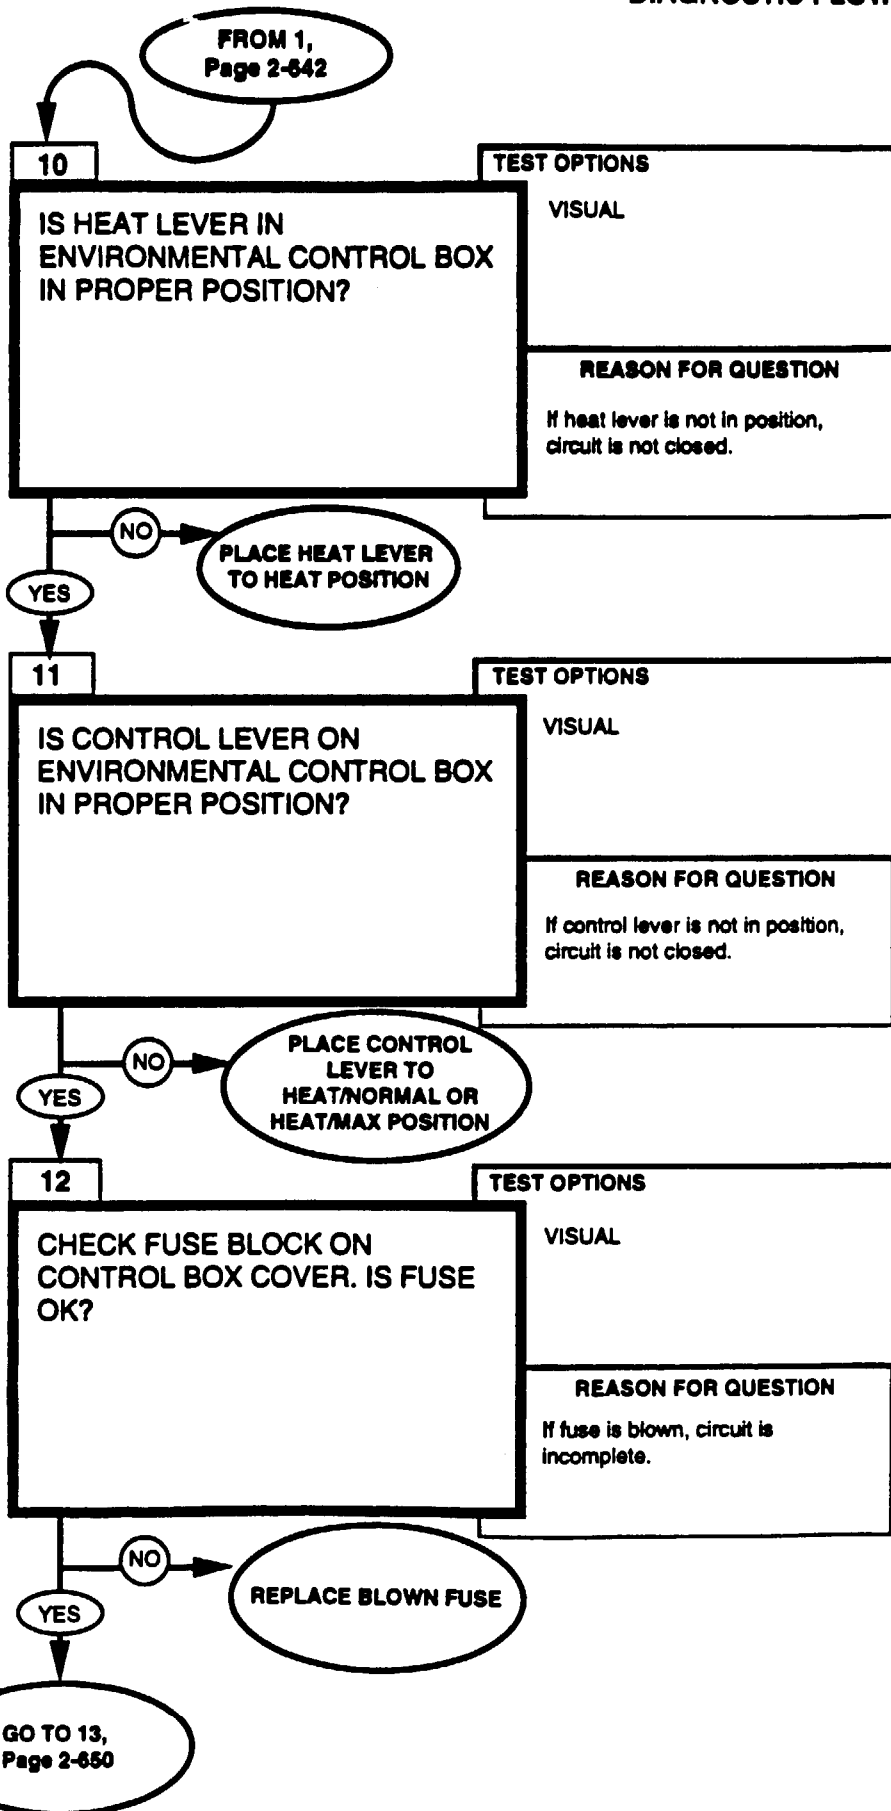 FROM 1,
Page 2-642
10
IS HEAT LEVER IN
ENVIRONMENTAL CONTROL BOX
IN PROPER POSITION?
TEST OPTIONS
VISUAL
REASON FOR QUESTION
If heat lever is not in position,
circuit is not closed.
NO
PLACE HEAT LEVER
TO HEAT POSITION
YES
11
IS CONTROL LEVER ON
ENVIRONMENTAL CONTROL BOX
IN PROPER POSITION?
TEST OPTIONS
VISUAL
REASON FOR QUESTION
If control lever is not in position,
circuit is not closed.
NO
PLACE CONTROL
LEVER TO
HEAT/NORMAL OR
HEAT/MAX POSITION
YES
12
CHECK FUSE BLOCK ON
CONTROL BOX COVER. IS FUSE
OK?
TEST OPTIONS
VISUAL
REASON FOR QUESTION
If fuse is blown, circuit is
incomplete.
NO
REPLACE BLOWN FUSE
YES
GO TO 13,
Page 2-650